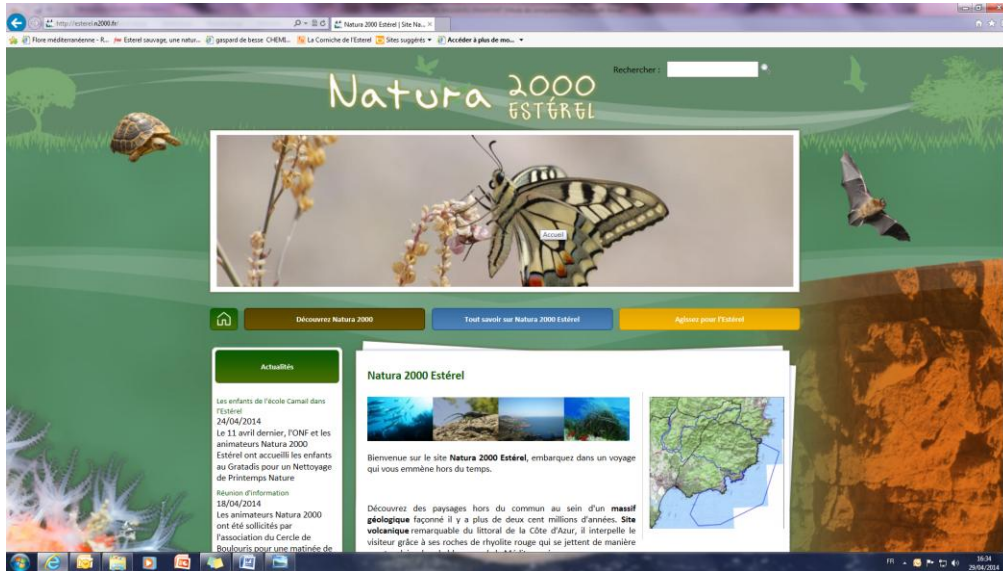 http://esterel.n2000.fr/
Natura 2000 Estérel | Site Na...
Flore méditerranéenne - R...
Esterel sauvage, une natur...
gaspard de besse CHEMI...
La Corniche de l'Esterel
Sites suggérés
Accéder à plus de mo...
Rechercher :
Natura 2000
ESTÉREL
Accueil
Découvrez Natura 2000
Tout savoir sur Natura 2000 Estérel
Agissez pour l'Estérel
Actualités
Les enfants de l'école Camail dans
l'Estérel
24/04/2014
Le 11 avril dernier, l'ONF et les
animateurs Natura 2000
Estérel ont accueilli les enfants
au Gratadis pour un Nettoyage
de Printemps Nature
Réunion d'information
18/04/2014
Les animateurs Natura 2000
ont été sollicités par
l'association du Cercle de
Boulouris pour une matinée de
Natura 2000 Estérel
Bienvenue sur le site Natura 2000 Estérel, embarquez dans un voyage
qui vous emmène hors du temps.
Découvrez des paysages hors du commun au sein d'un massif
géologique façonné il y a plus de deux cent millions d'années. Site
volcanique remarquable du littoral de la Côte d'Azur, il interpelle le
visiteur grâce à ses roches de rhyolite rouge qui se jettent de manière
FR
16:34
29/04/2014